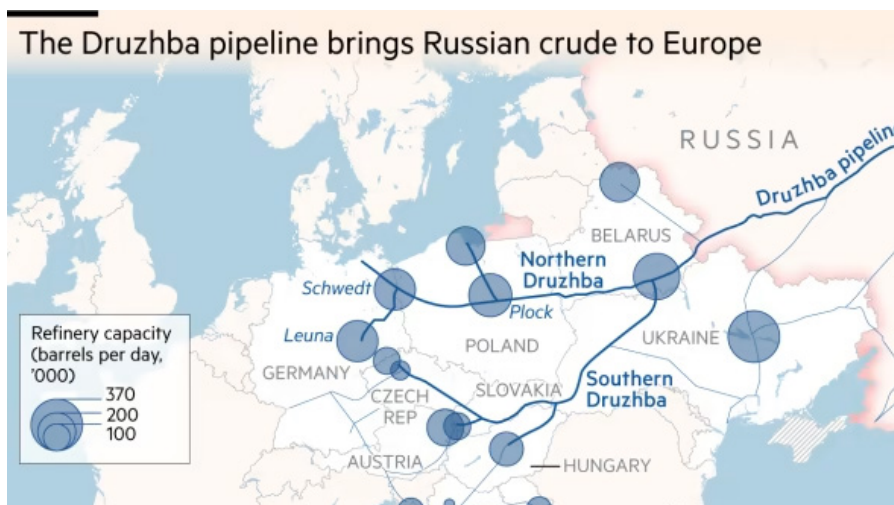 The Druzhba pipeline brings Russian crude to Europe
RUSSIA
Druzhba pipeline
BELARUS
Northern
Druzhba
Schwedt
Plock
Leuna
POLAND
UKRAINE
GERMANY
CZECH
REP
SLOVAKIA
Southern
Druzhba
AUSTRIA
HUNGARY
Refinery capacity
(barrels per day,
'000)
370
200
100